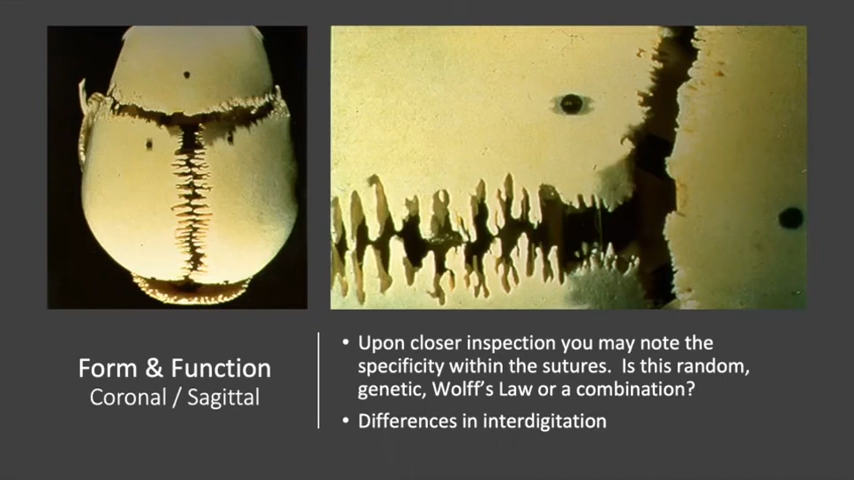 Form & Function
Coronal / Sagittal
• Upon closer inspection you may note the
specificity within the sutures.  Is this random,
genetic, Wolff's Law or a combination?
• Differences in interdigitation